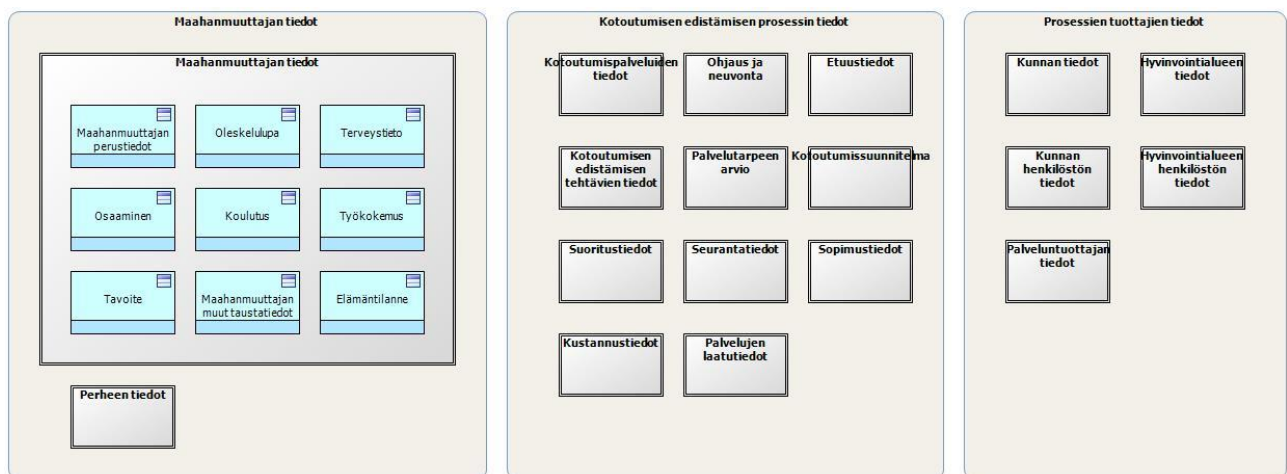 Maahanmuuttajan tiedot
Maahanmuuttajan tiedot
Maahanmuuttajan
perustiedot
Oleskelulupa
Terveystieto
Osaaminen
Koulutus
Työkokemus
Tavoite
Maahanmuuttajan
muut taustatiedot
Elämäntilanne
Perheen tiedot
Kotoutumisen edistämisen prosessin tiedot
Kotoutumispalveluiden
tiedot
Ohjaus ja
neuvonta
Etuustiedot
Kotoutumisen
edistämisen
tehtävien tiedot
Palvelutarpeen
arvio
Kotoutumissuunnitelma
Suoritustiedot
Seurantatiedot
Sopimustiedot
Kustannustiedot
Palvelujen
laatutiedot
Prosessien tuottajien tiedot
Kunnan tiedot
Hyvinvointialueen
tiedot
Kunnan
henkilöstön
tiedot
Hyvinvointialueen
henkilöstön
tiedot
Palveluntuottajan
tiedot